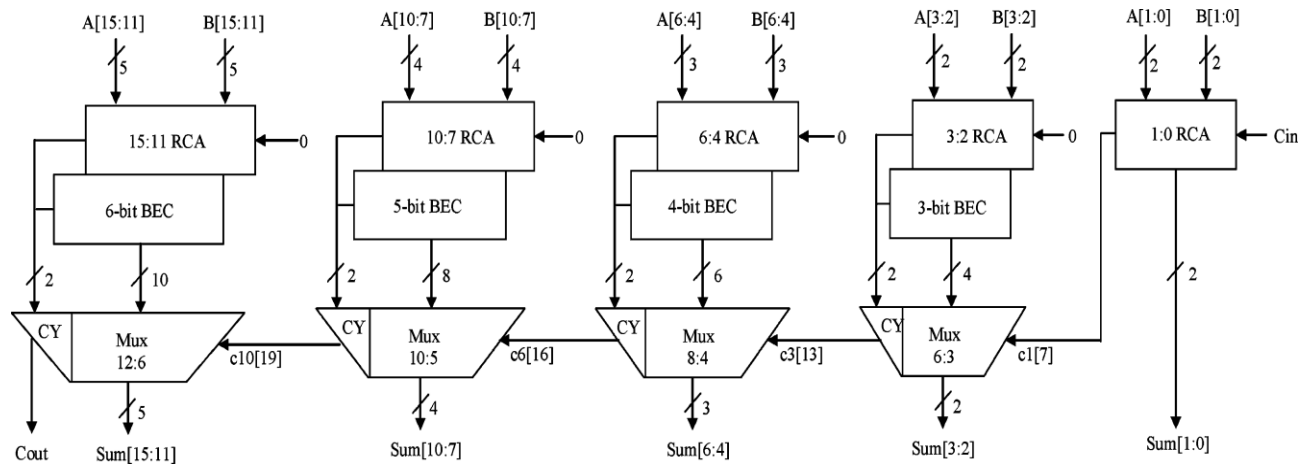 A[15:11] B[15:11] A[10:7] B[10:7] A[6:4] B[6:4] A[3:2] B[3:2] A[1:0] B[1:0]
5 5 4 4 3 3 2 2 2 2
15:11 RCA 0 10:7 RCA 0 6:4 RCA 0 3:2 RCA 0 1:0 RCA Cin
6-bit BEC 5-bit BEC 4-bit BEC 3-bit BEC
2 10 2 8 2 6 2 4 2
CY Mux CY Mux CY Mux CY Mux
12:6 c10[19] 10:5 c6[16] 8:4 c3[13] 6:3 c1[7]
5 4 3 2
Cout Sum[15:11] Sum[10:7] Sum[6:4] Sum[3:2] Sum[1:0]